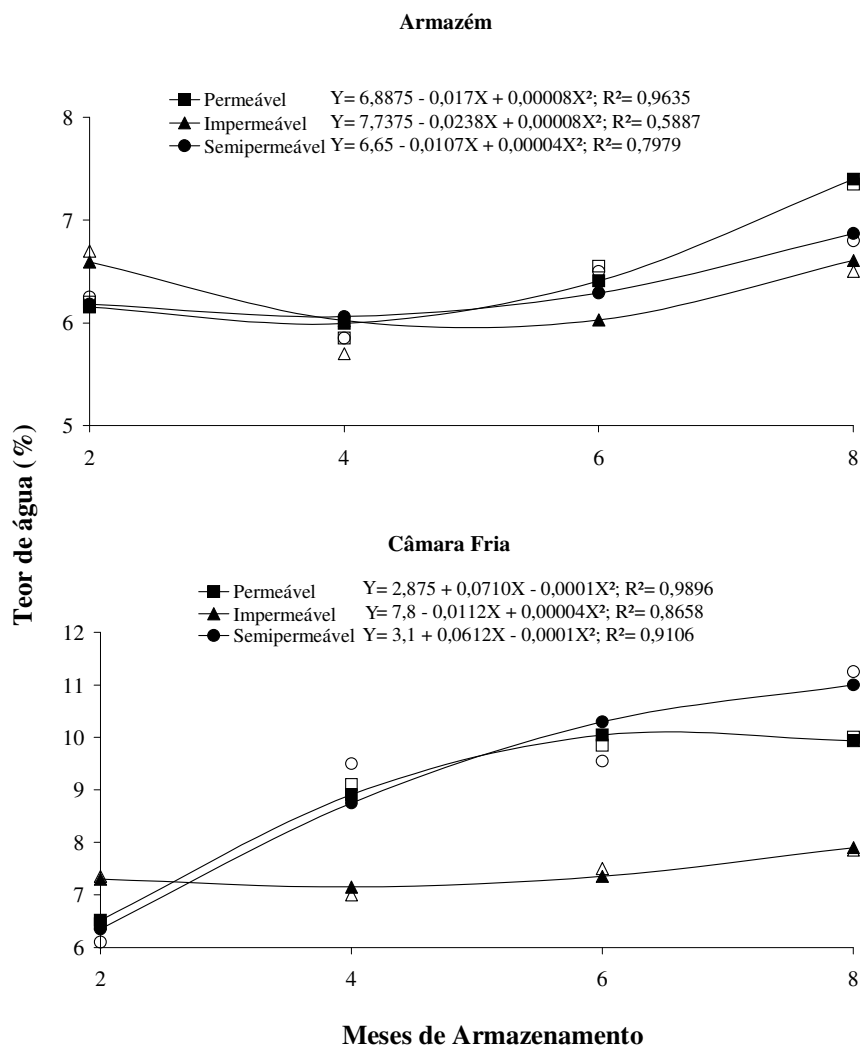 Armazém
Permeável Y= 6,8875 - 0,017X + 0,00008X²; R²= 0,9635
Impermeável Y= 7,7375 - 0,0238X + 0,00008X²; R²= 0,5887
Semipermeável Y= 6,65 - 0,0107X + 0,00004X²; R²= 0,7979
8
7
6
5
2 4 6 8
Teor de água (%)
Câmara Fria
Permeável Y= 2,875 + 0,0710X - 0,0001X²; R²= 0,9896
Impermeável Y= 7,8 - 0,0112X + 0,00004X²; R²= 0,8658
Semipermeável Y= 3,1 + 0,0612X - 0,0001X²; R²= 0,9106
12
11
10
9
8
7
6
2 4 6 8
Meses de Armazenamento